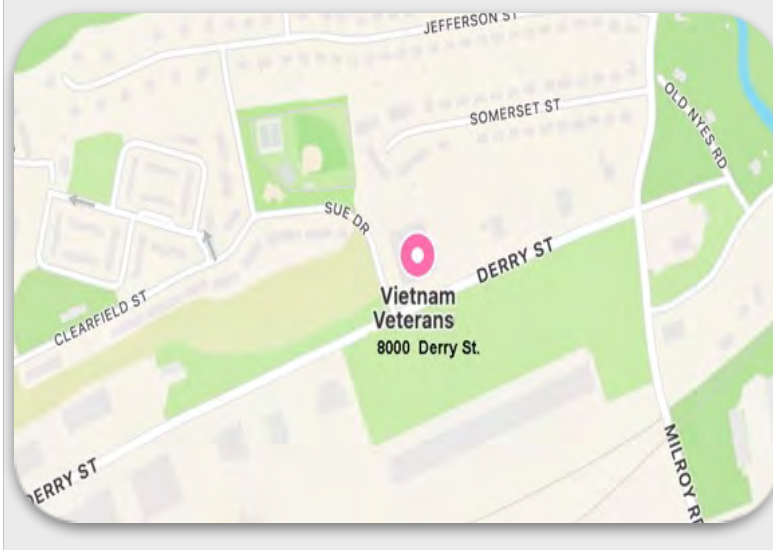 JEFFERSON ST
OLD NYES RD
SOMERSET ST
SUE DR
DERRY ST
Vietnam
Veterans
8000 Derry St.
CLEARFIELD ST
MILROY
DERRY ST